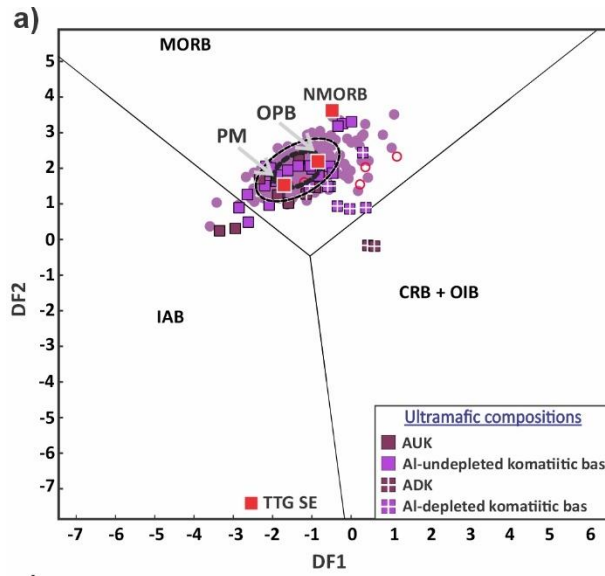 a)
MORB
NMORB
OPB
PM
IAB
CRB + OIB
DF2
5
4
3
2
1
0
-1
-2
-3
-4
-5
-6
-7
Ultramafic compositions
AUK
Al-undepleted komatiitic bas
ADK
Al-depleted komatiitic bas
TTG SE
-7 -6 -5 -4 -3 -2 -1 0 1 2 3 4 5 6
DF1